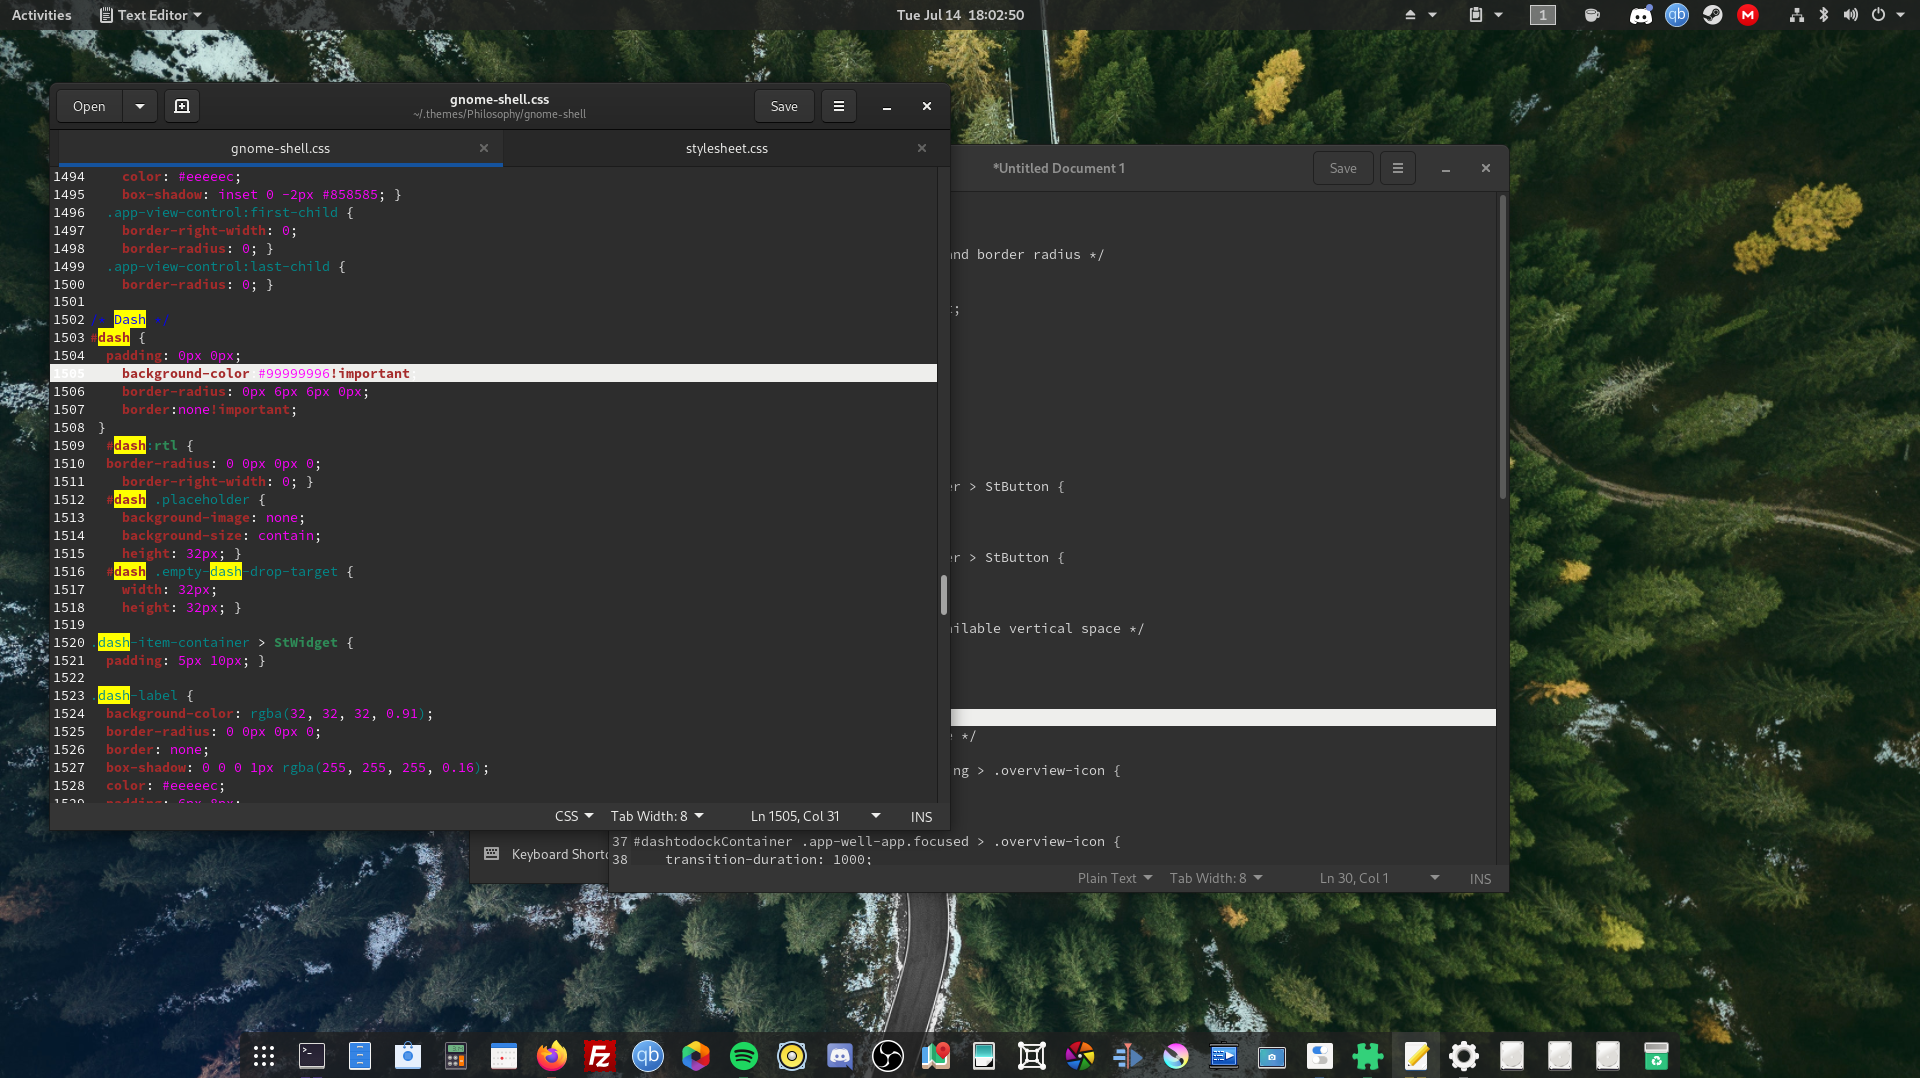 Activities
Text Editor
Tue Jul 14 18:02:50
1
qb
M
Open
gnome-shell.css
~/.themes/Philosophy/gnome-shell
Save
gnome-shell.css
stylesheet.css
1494 color: #eeeeec;
1495 box-shadow: inset 0 -2px #858585; }
1496 .app-view-control:first-child {
1497 border-right-width: 0;
1498 border-radius: 0; }
1499 .app-view-control:last-child {
1500 border-radius: 0; }
1501
1502 /* Dash */
1503 #dash {
1504 padding: 0px 0px;
1505 background-color #99999996!important
1506 border-radius: 0px 6px 6px 0px;
1507 border:none!important;
1508 }
1509 #dash:rtl {
1510 border-radius: 0 0px 0px 0;
1511 border-right-width: 0; }
1512 #dash .placeholder {
1513 background-image: none;
1514 background-size: contain;
1515 height: 32px; }
1516 #dash .empty-dash-drop-target {
1517 width: 32px;
1518 height: 32px; }
1519
1520 .dash-item-container > StWidget {
1521 padding: 5px 10px; }
1522
1523 .dash-label {
1524 background-color: rgba(32, 32, 32, 0.91);
1525 border-radius: 0 0px 0px 0;
1526 border: none;
1527 box-shadow: 0 0 0 1px rgba(255, 255, 255, 0.16);
1528 color: #eeeeec;
1529 padding: 6px 8px;
CSS
Tab Width: 8
Ln 1505, Col 31
INS
*Untitled Document 1
Save
and border radius */
;
> StButton {
> StButton {
vertical space */
*/
> .overview-icon {
37 #dashtodockContainer .app-well-app.focused > .overview-icon {
38 transition-duration: 1000;
Plain Text
Tab Width: 8
Ln 30, Col 1
INS
Keyboard
Fz
qb